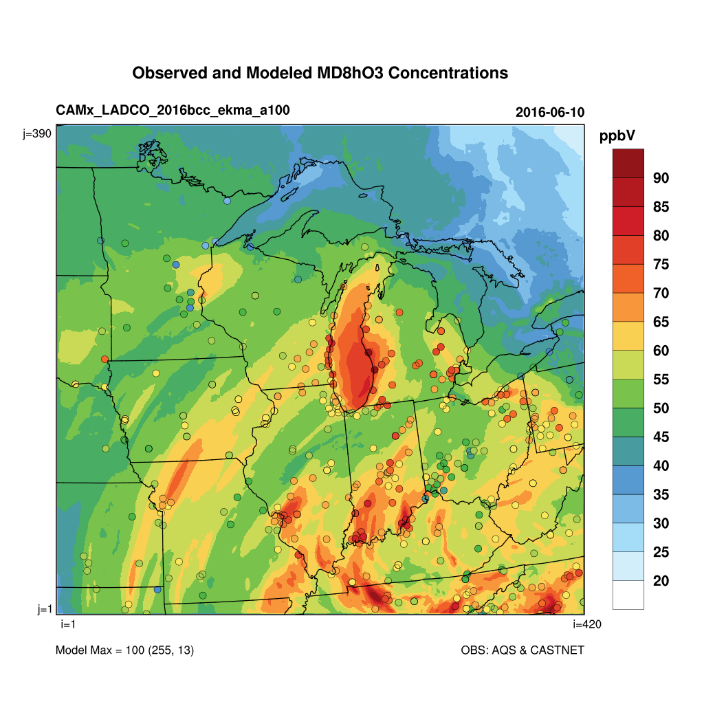 Observed and Modeled MD8hO3 Concentrations
CAMx_LADCO_2016bcc_ekma_a100 2016-06-10
j=390
ppbV
90
85
80
75
70
65
60
55
50
45
40
35
30
25
20
j=1
i=1 i=420
Model Max = 100 (255, 13) OBS: AQS & CASTNET